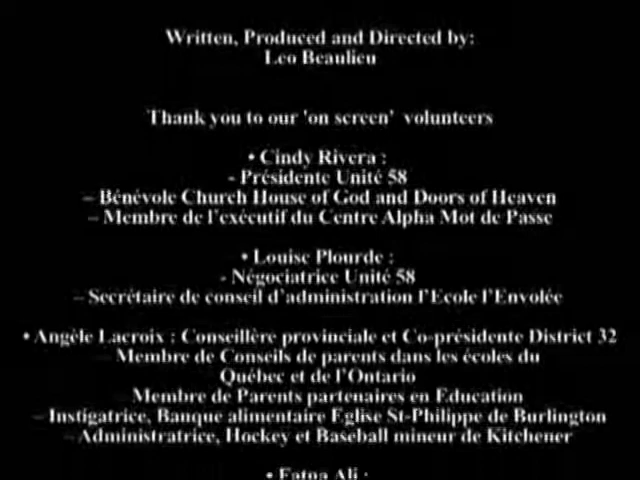 Written, Produced and Directed by:
Leo Beaulieu
Thank you to our 'on screen' volunteers
• Cindy Rivera :
- Présidente Unité 58
– Bénévole Church House of God and Doors of Heaven
– Membre de l'exécutif du Centre Alpha Mot de Passe
• Louise Plourde :
- Négociatrice Unité 58
– Secrétaire de conseil d'administration l'Ecole l'Envolée
• Angèle Lacroix : Conseillère provinciale et Co-présidente District 32
Membre de Conseils de parents dans les écoles du
Québec et de l'Ontario
Membre de Parents partenaires en Education
– Instigatrice, Banque alimentaire Eglise St-Philippe de Burlington
– Administratrice, Hockey et Baseball mineur de Kitchener
• Fatna Ali :